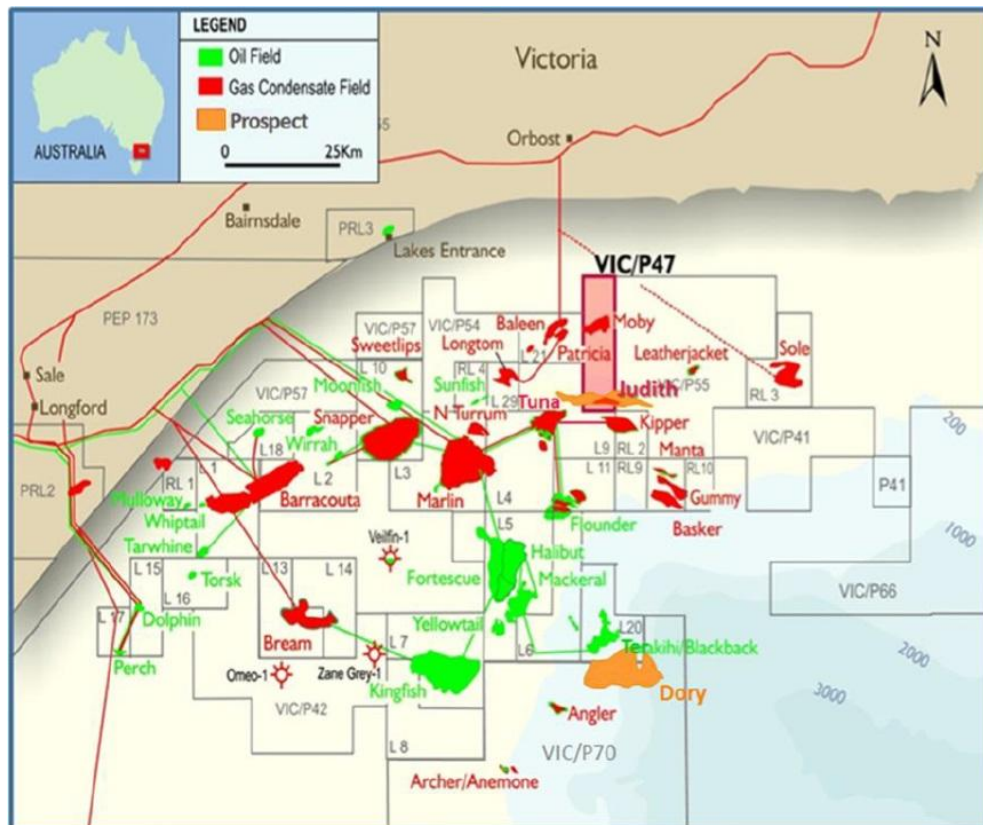 LEGEND
Oil Field
Gas Condensate Field
Prospect
0 25Km
AUSTRALIA
Victoria
N
Orbost
Bairnsdale
PRL3
Lakes Entrance
VIC/P47
PEP 173
VIC/P57
VIC/P54
Baleen
Moby
Sweetlips
Longtom
L 21
Patricia
Leatherjacket
Sole
Sale
L 10
RL 4
VIC/P55
RL 3
VIC/P57
Moonfish
Sunfish
L 29
Judith
Longford
Seahorse
Snapper
N Turrum
Tuna
Kipper
200
Wirrah
L18
L9
RL 2
Manta
VIC/P41
PRL2
RL 1
L 1
L2
L3
L 11
RL9
RL10
P41
Mulloway
Barracouta
Marlin
L4
Gummy
Whiptail
L5
Flounder
Basker
1000
Tarwhine
Veilfin-1
Halibut
L 15
Torsk
L13
L 14
Fortescue
Mackeral
VIC/P66
L 16
L 17
Dolphin
Yellowtail
L20
Bream
L 7
L6
Terakihi/Blackback
2000
Perch
Omeo-1
Zane Grey-1
Kingfish
Dory
3000
VIC/P42
Angler
L 8
VIC/P70
Archer/Anemone